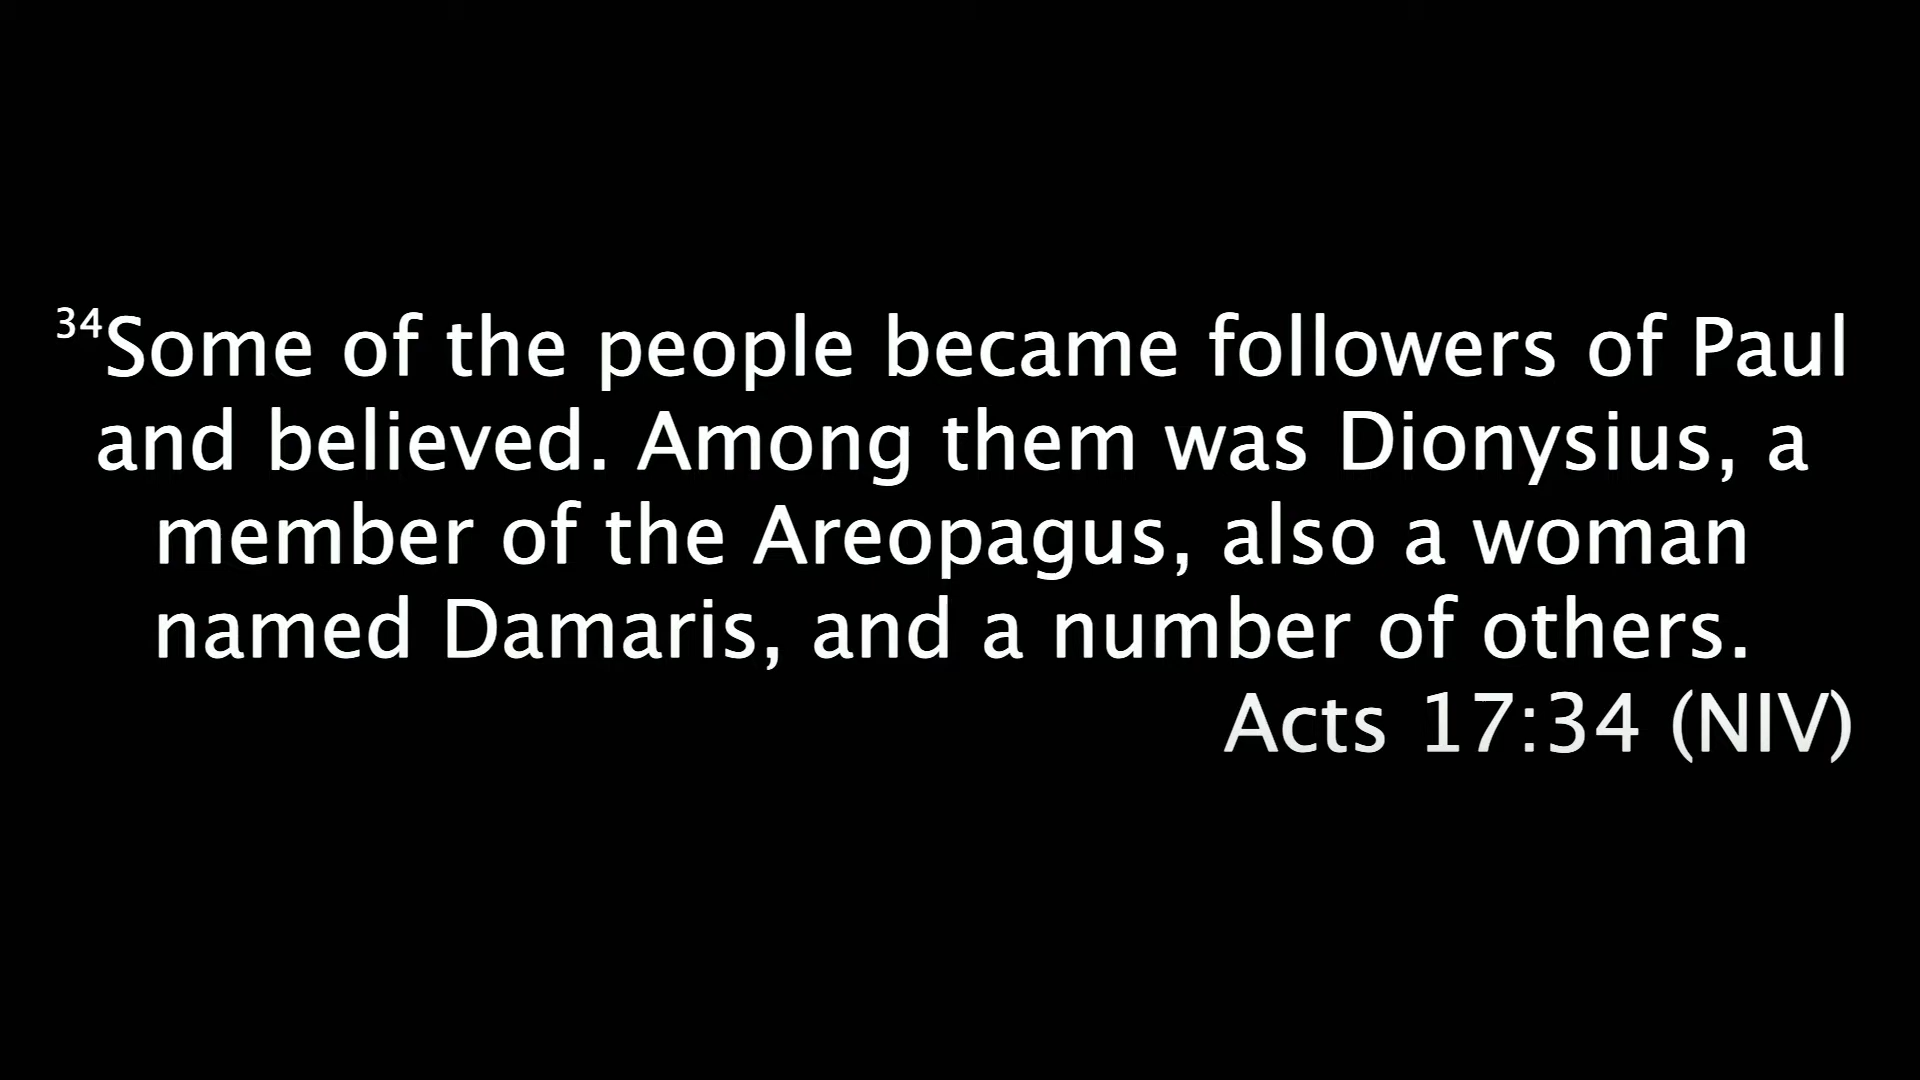 ³⁴Some of the people became followers of Paul
and believed. Among them was Dionysius, a
member of the Areopagus, also a woman
named Damaris, and a number of others.
Acts 17:34 (NIV)